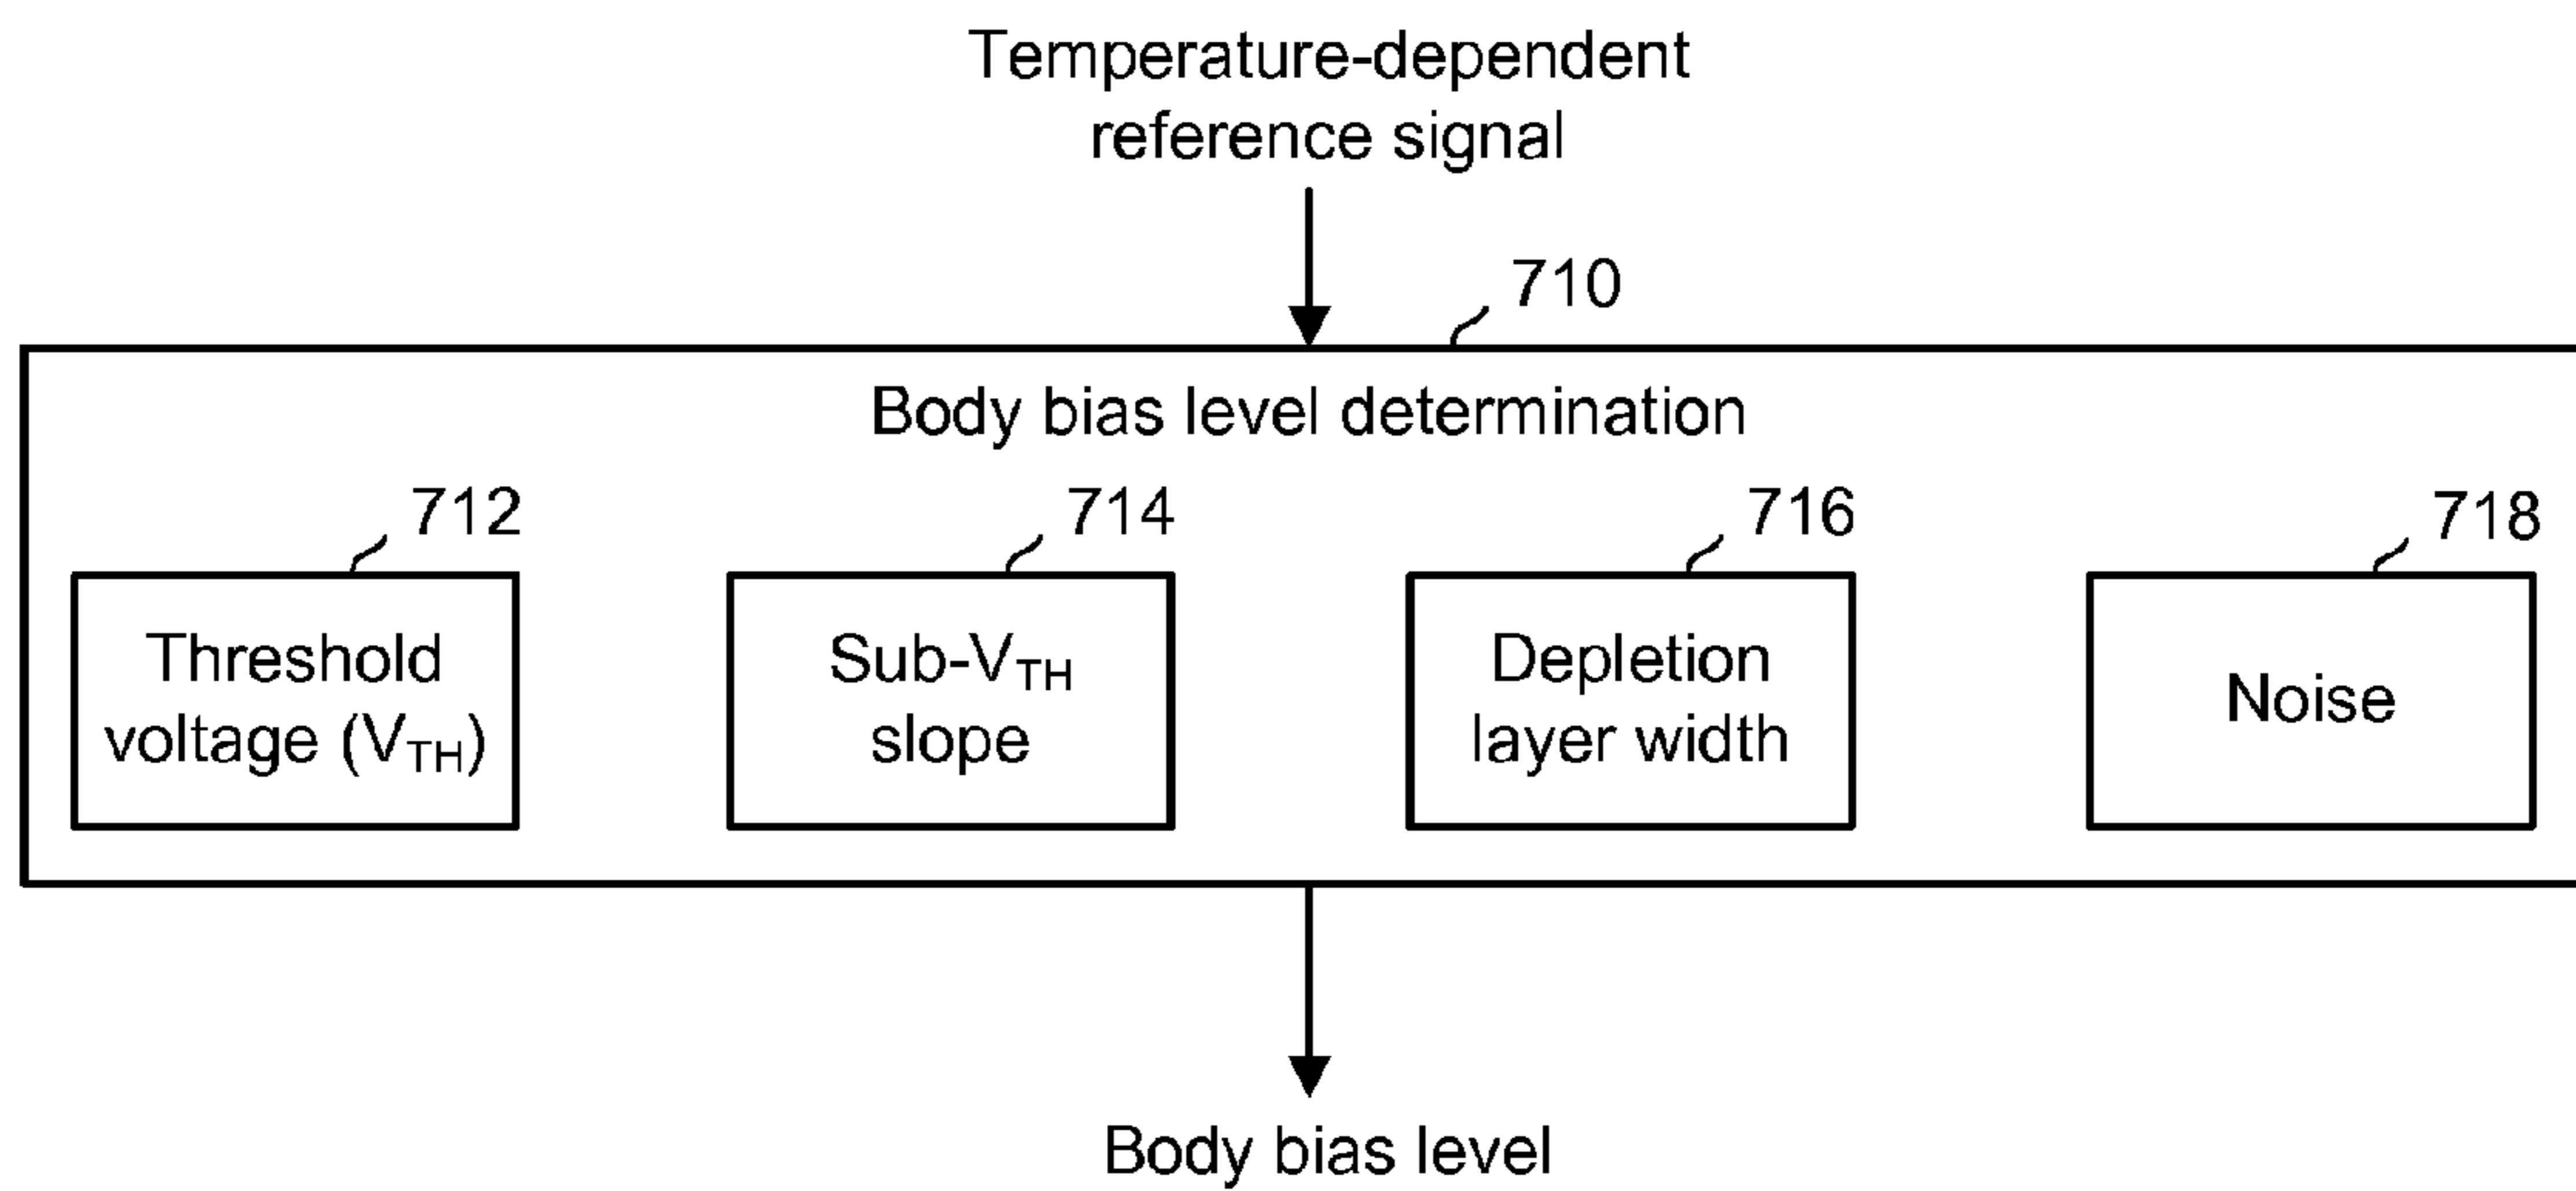 Temperature-dependent
reference signal
710
Body bias level determination
712 714 716 718
Threshold Sub-VTH Depletion Noise
voltage (VTH) slope layer width
Body bias level